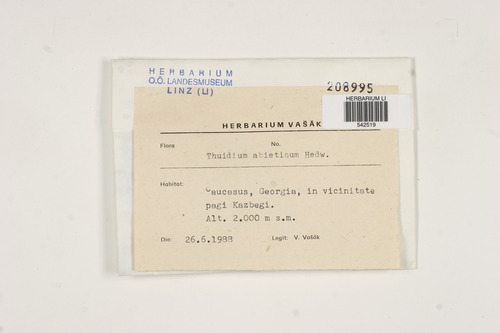 HERBARIUM
O.Ö. LANDESMUSEUM
LINZ (LI)
208995
HERBARIUM LI
542519
HERBARIUM VAŠÁK
Flora No.
Thuidium abietinum Hedw.
Habitat:
Caucasus, Georgia, in vicinitate
pagi Kazbegi.
Alt. 2.000 m s.m.
Die: 26.6.1988 Legit: V. Vašák